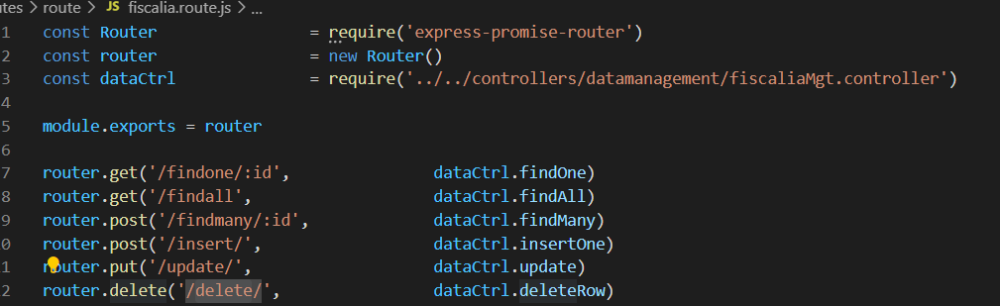 utes > route > JS fiscalia.route.js > ...
1 const Router = require('express-promise-router')
2 const router = new Router()
3 const dataCtrl = require('../../controllers/datamanagement/fiscaliaMgt.controller')
4
5 module.exports = router
6
7 router.get('/findone/:id', dataCtrl.findOne)
8 router.get('/findall', dataCtrl.findAll)
9 router.post('/findmany/:id', dataCtrl.findMany)
0 router.post('/insert/', dataCtrl.insertOne)
1 router.put('/update/', dataCtrl.update)
2 router.delete('/delete/', dataCtrl.deleteRow)